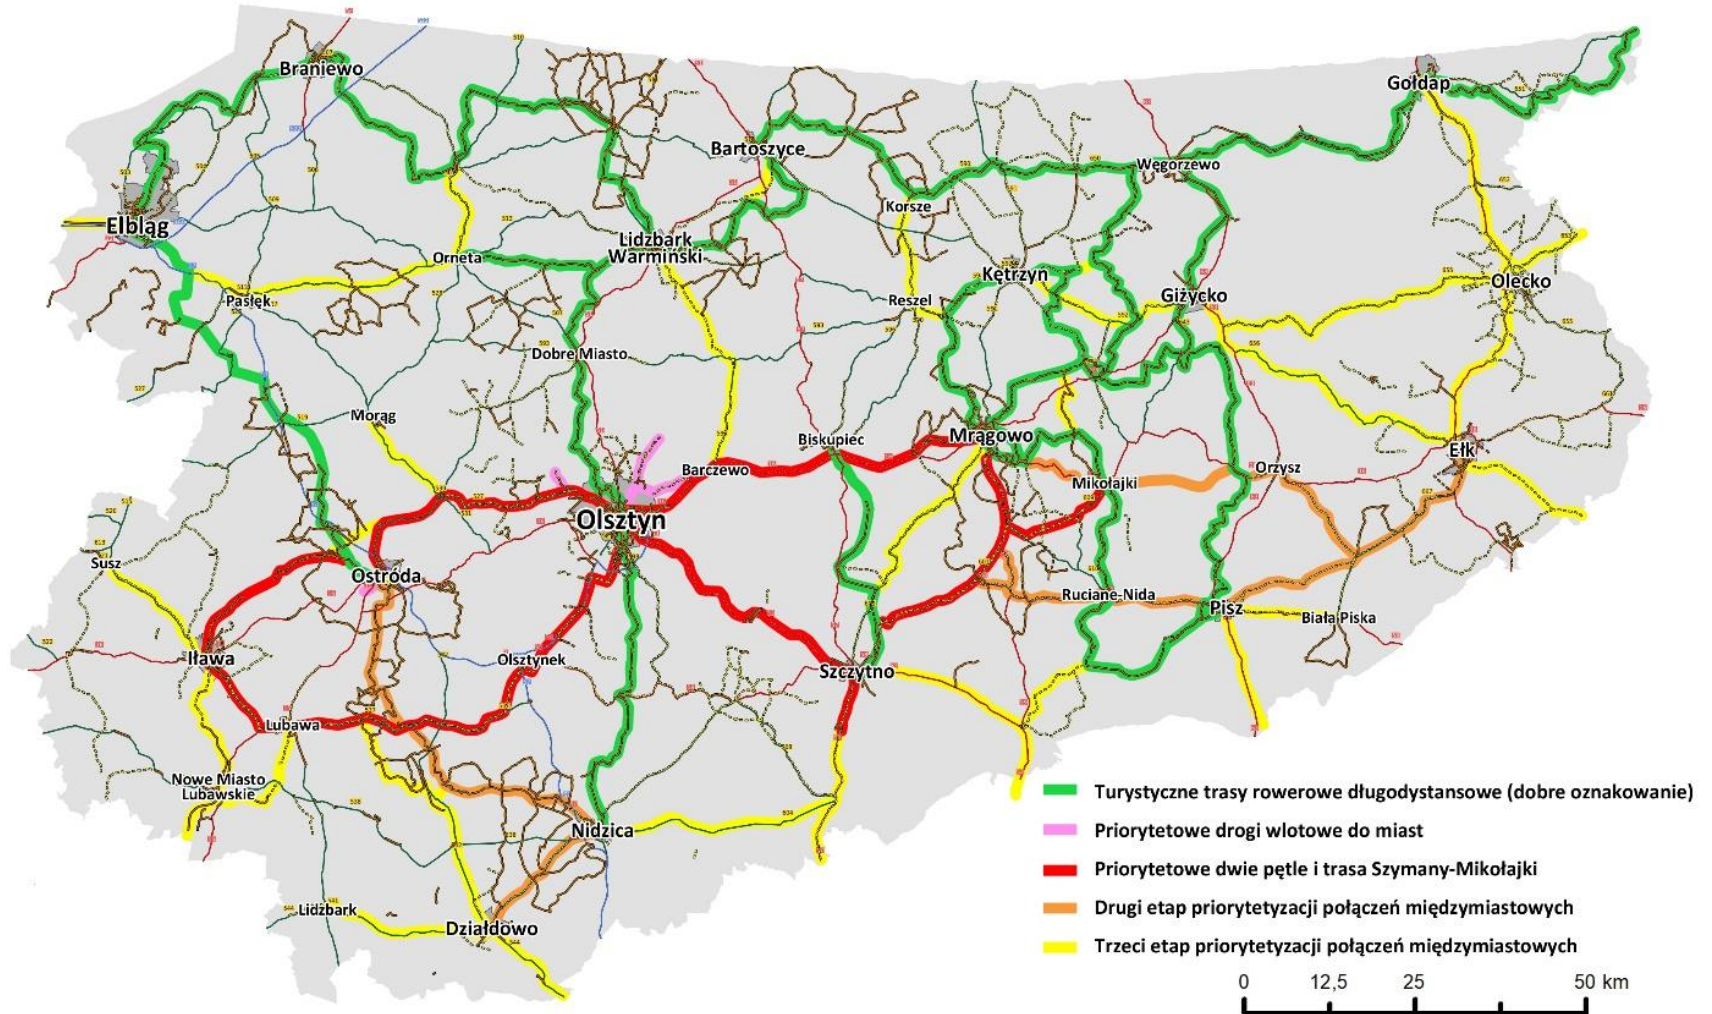 Braniewo
Gołdap
Bartoszyce
Węgorzewo
Korsze
Elbląg
Lidzbark
Warmiński
Orneta
Kętrzyn
Olecko
Pasłęk
Reszel
Giżycko
Dobre Miasto
Morąg
Biskupiec
Mrągowo
Ełk
Barczewo
Orzysz
Mikołajki
Olsztyn
Susz
Ostróda
Ruciane-Nida
Pisz
Biała Piska
Iława
Olsztynek
Szczytno
Lubawa
Nowe Miasto
Lubawskie
Nidzica
Lidzbark
Działdowo
Turystyczne trasy rowerowe długodystansowe (dobre oznakowanie)
Priorytetowe drogi wlotowe do miast
Priorytetowe dwie pętle i trasa Szymany-Mikołajki
Drugi etap priorytetyzacji połączeń międzymiastowych
Trzeci etap priorytetyzacji połączeń międzymiastowych
0 12,5 25 50 km